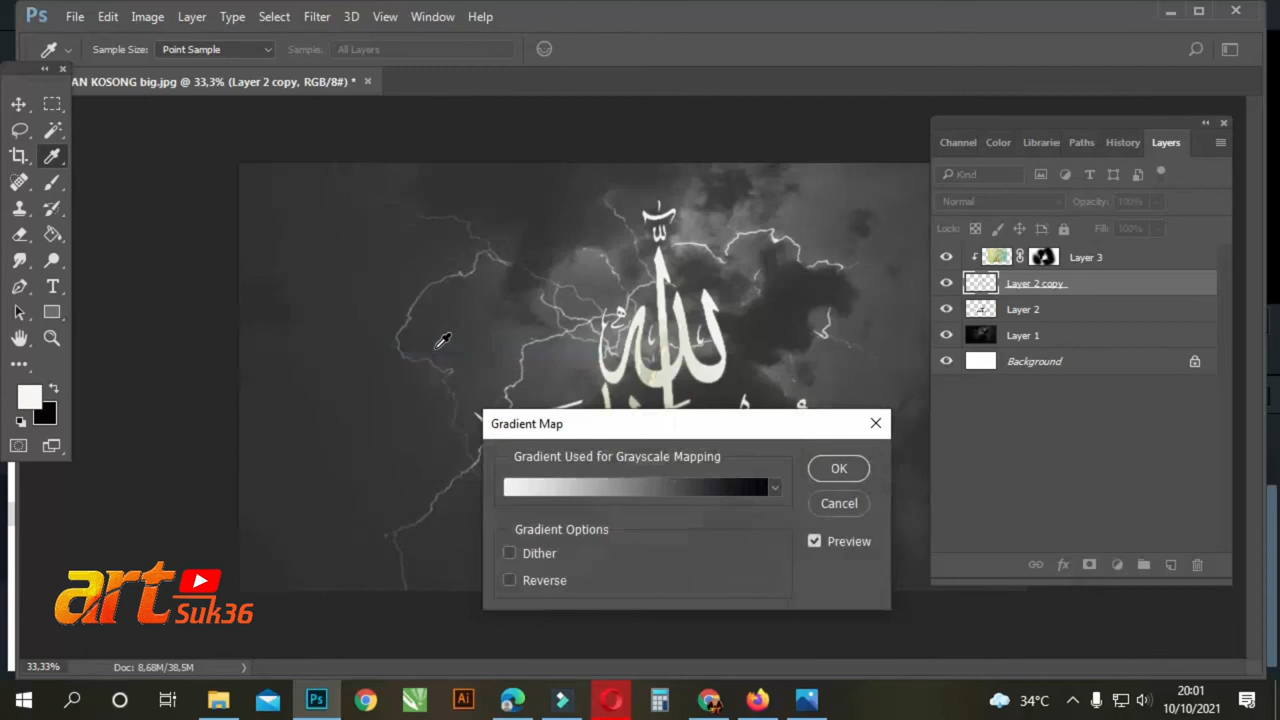 Ps File Edit Image Layer Type Select Filter 3D View Window Help
Sample Size: Point Sample Sample: All Layers
AN KOSONG big.jpg @ 33,3% (Layer 2 copy, RGB/8#) *
Channel Color Librarie Paths History Layers
Kind
Normal Opacity: 100%
Lock: Fill: 100%
Layer 3
Layer 2 copy
Layer 2
Layer 1
Background
لله
Gradient Map
Gradient Used for Grayscale Mapping
OK
Cancel
Gradient Options
Preview
Dither
Reverse
art
Suk36
33,33% Doc: 8,68M/38,5M
Ps Ai 34°C 20:01
10/10/2021